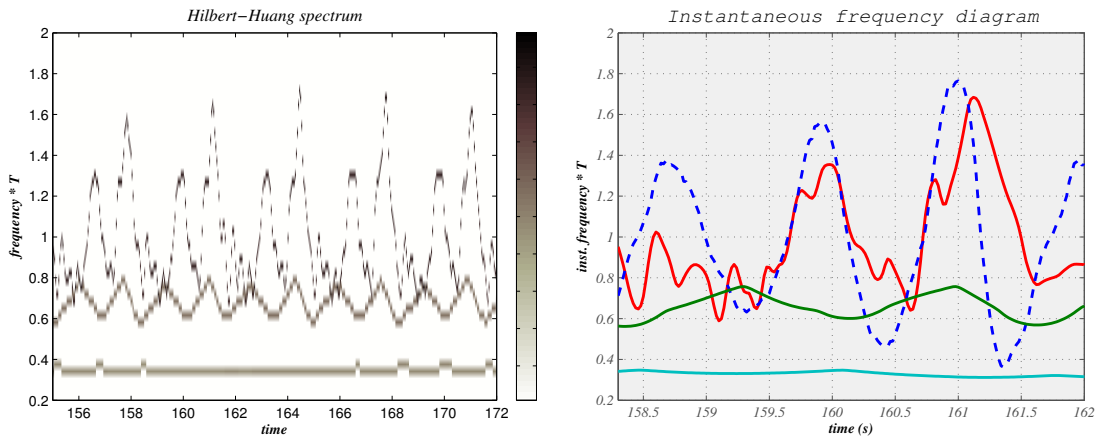 Hilbert−Huang spectrum
frequency * T
2
1.8
1.6
1.4
1.2
1
0.8
0.6
0.4
0.2
156 158 160 162 164 166 168 170 172
time
Instantaneous frequency diagram
inst. frequency * T
2
1.8
1.6
1.4
1.2
1
0.8
0.6
0.4
0.2
158.5 159 159.5 160 160.5 161 161.5 162
time (s)